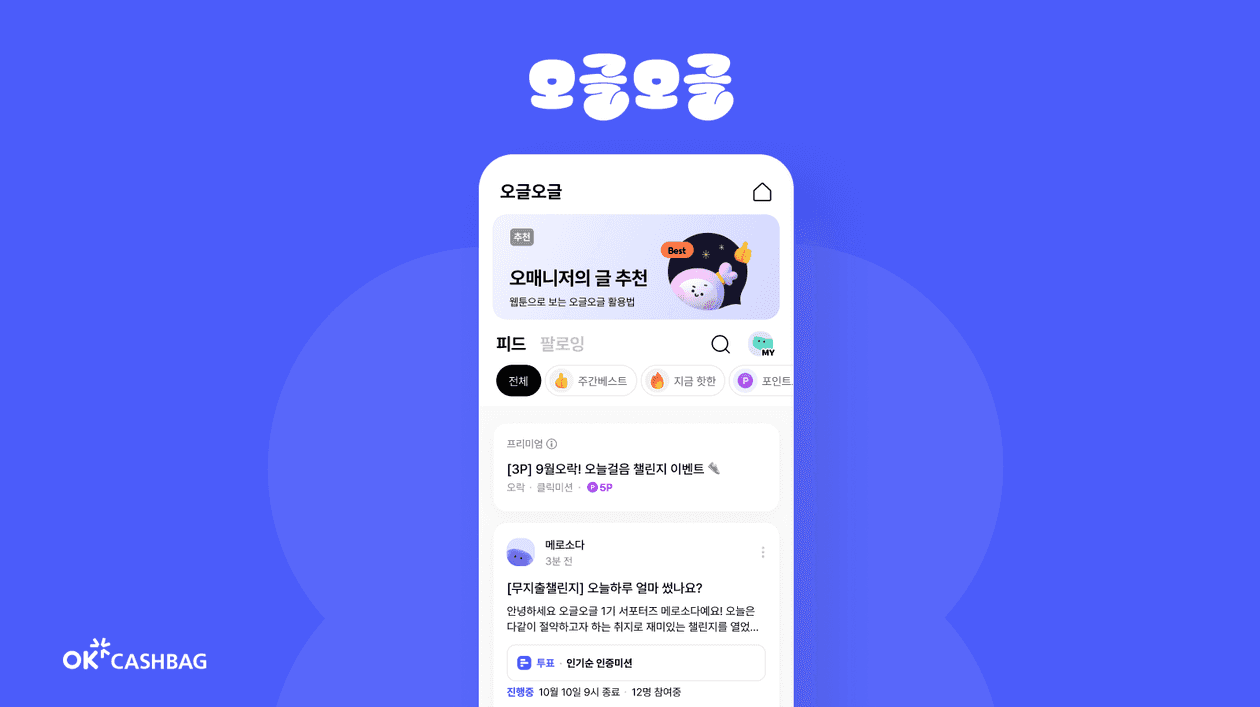 오글오글
오글오글
추천
Best
오매니저의 글 추천
웹툰으로 보는 오글오글 활용법
피드 팔로잉
MY
전체 주간베스트 지금 핫한 P 포인트
프리미엄
[3P] 9월오락! 오늘걸음 챌린지 이벤트
오락 · 클릭미션 · P 5P
메로소다
3분 전
[무지출챌린지] 오늘하루 얼마 썼나요?
안녕하세요 오글오글 1기 서포터즈 메로소다예요! 오늘은
다같이 절약하고자 하는 취지로 재미있는 챌린지를 열었...
투표 · 인기순 인증미션
진행중 10월 10일 9시 종료 · 12명 참여중
OK CASHBAG